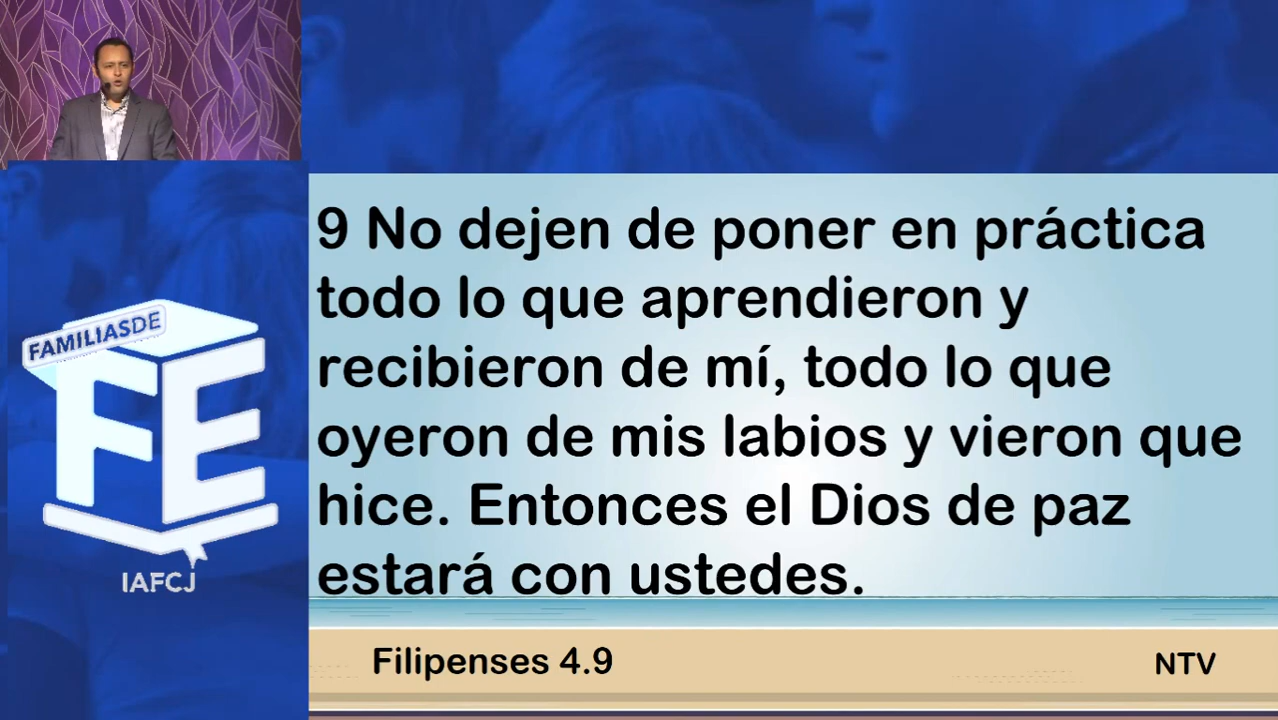 9 No dejen de poner en práctica
todo lo que aprendieron y
recibieron de mí, todo lo que
oyeron de mis labios y vieron que
hice. Entonces el Dios de paz
estará con ustedes.
Filipenses 4.9
NTV
FAMILIAS DE
FE
IAFCJ